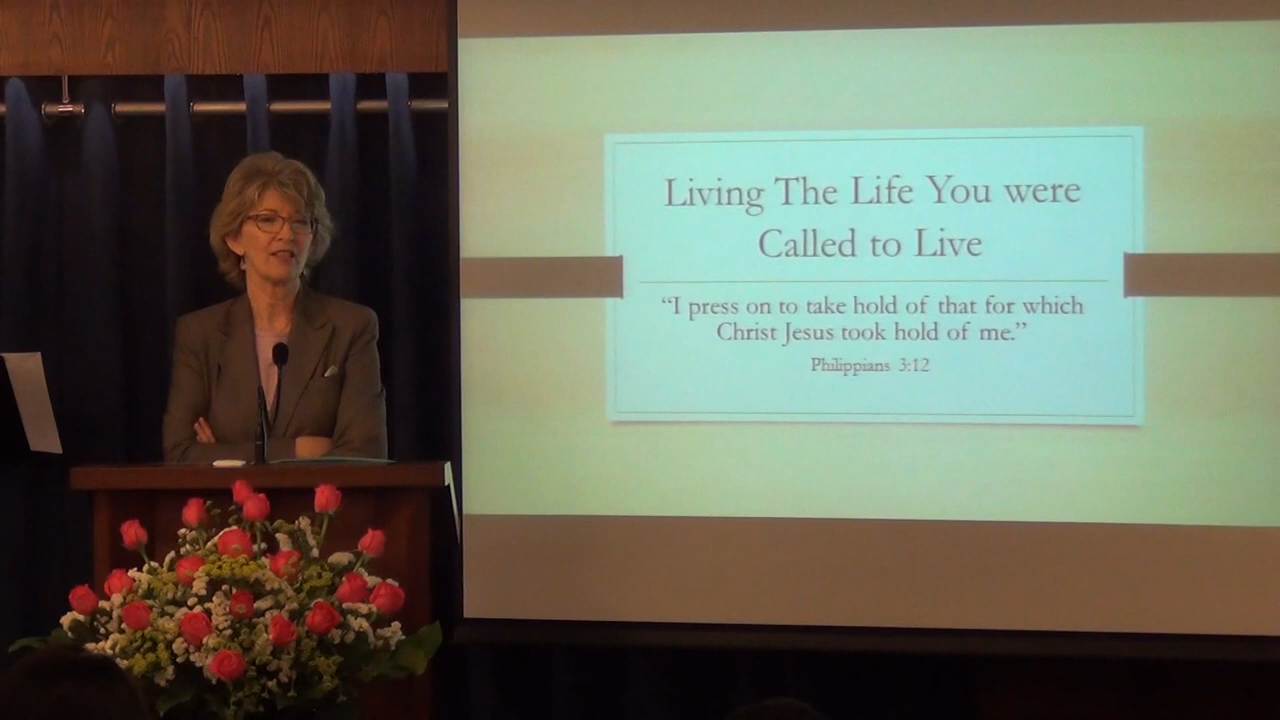 Living The Life You were
Called to Live
“I press on to take hold of that for which
Christ Jesus took hold of me.”
Philippians 3:12